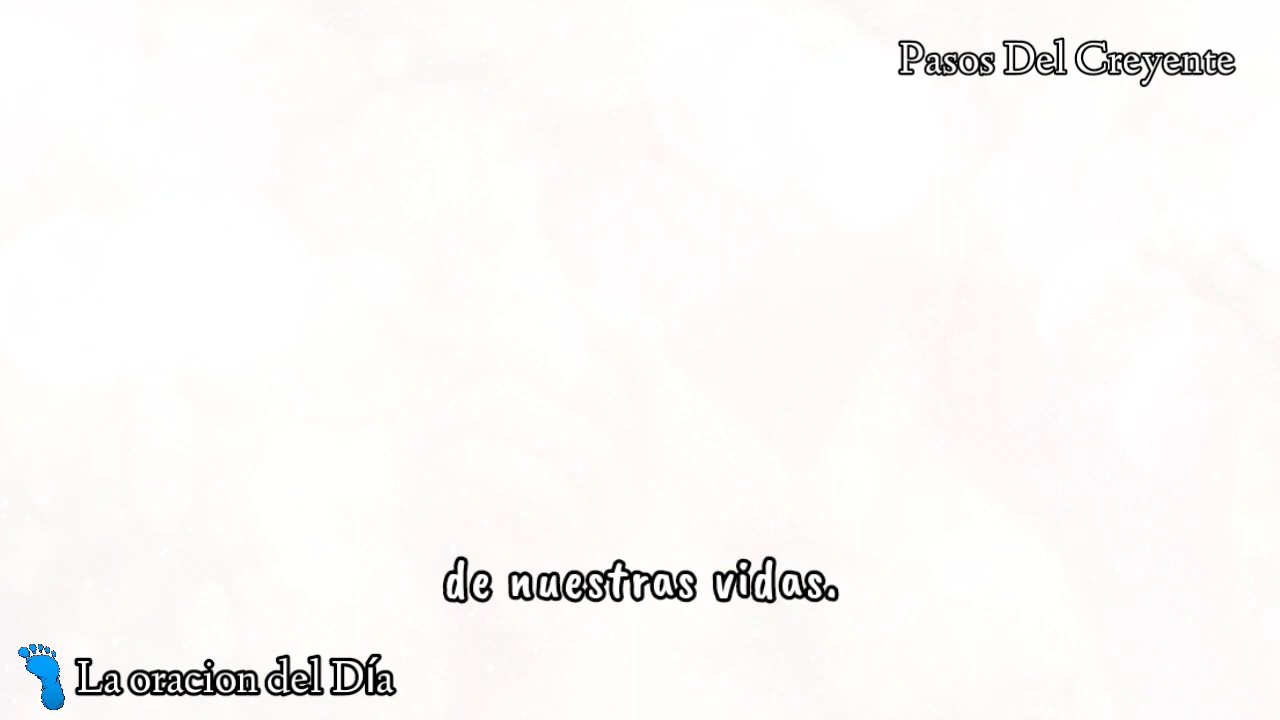 Pasos Del Creyente
de nuestras vidas.
La oracion del Día